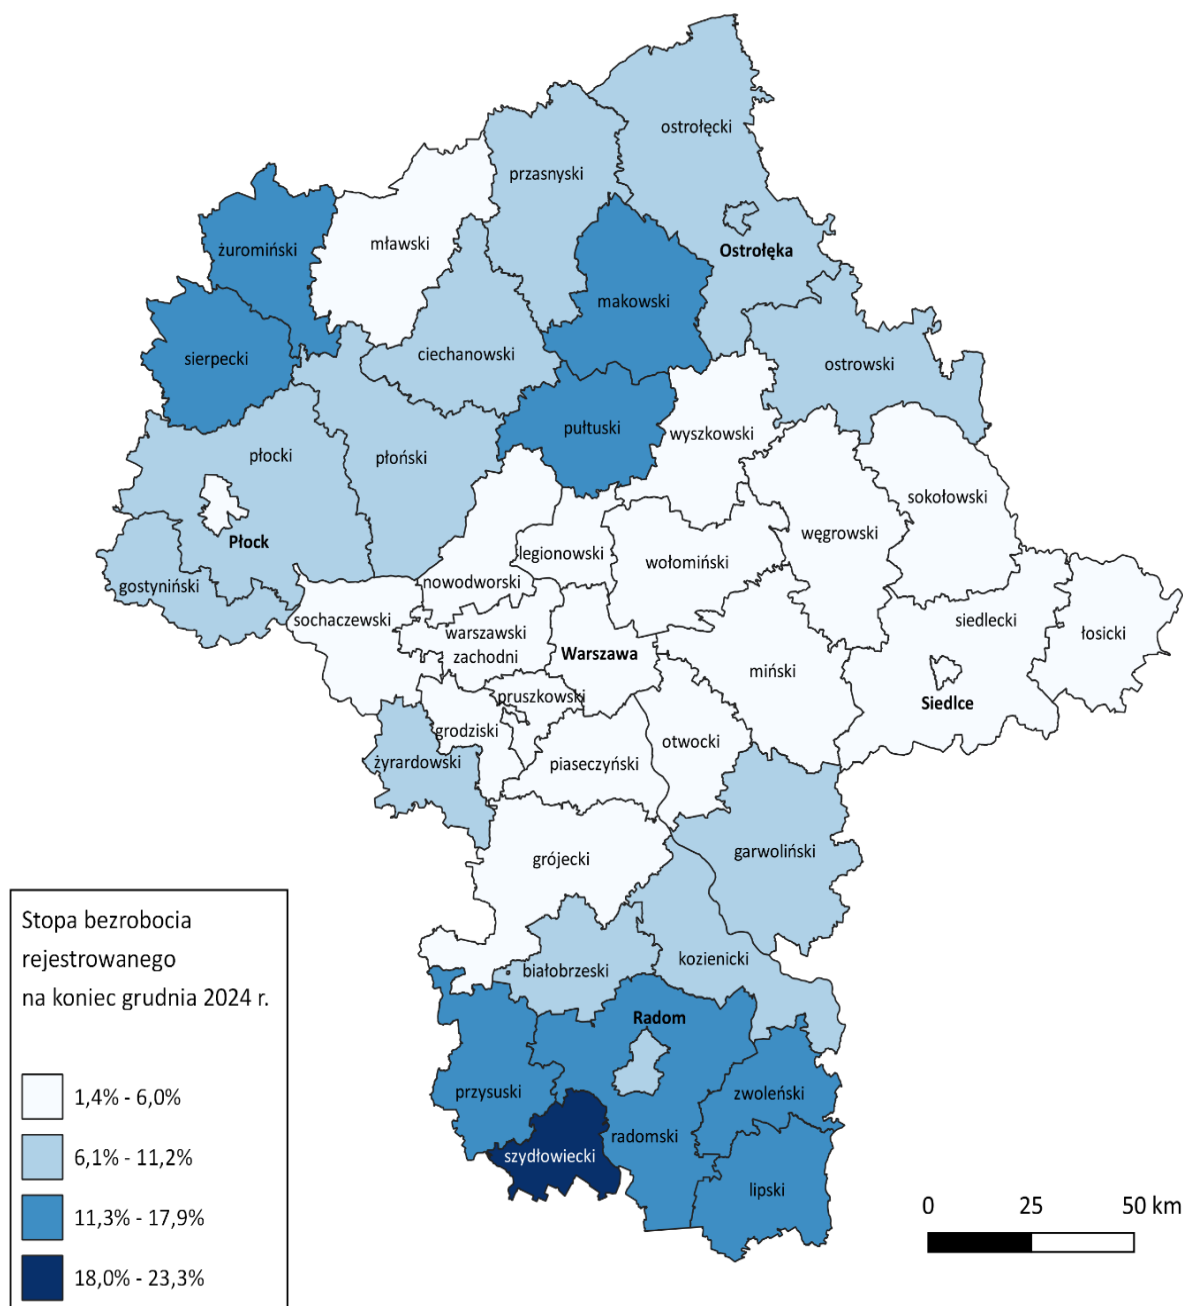 ostrołęcki
przasnyski
mławski
Ostrołęka
żuromiński
makowski
ciechanowski
sierpecki
ostrowski
pułtuski
wyszkowski
płocki
płoński
sokołowski
węgrowski
Płock
legionowski
wołomiński
nowodworski
gostyniński
sochaczewski
siedlecki
łosicki
warszawski
zachodni
Warszawa
miński
pruszkowski
Siedlce
grodziski
otwocki
żyrardowski
piaseczyński
garwoliński
grójecki
kozienicki
białobrzeski
Radom
przysuski
zwoleński
radomski
szydłowiecki
lipski
Stopa bezrobocia
rejestrowanego
na koniec grudnia 2024 r.
1,4% - 6,0%
6,1% - 11,2%
11,3% - 17,9%
18,0% - 23,3%
0 25 50 km